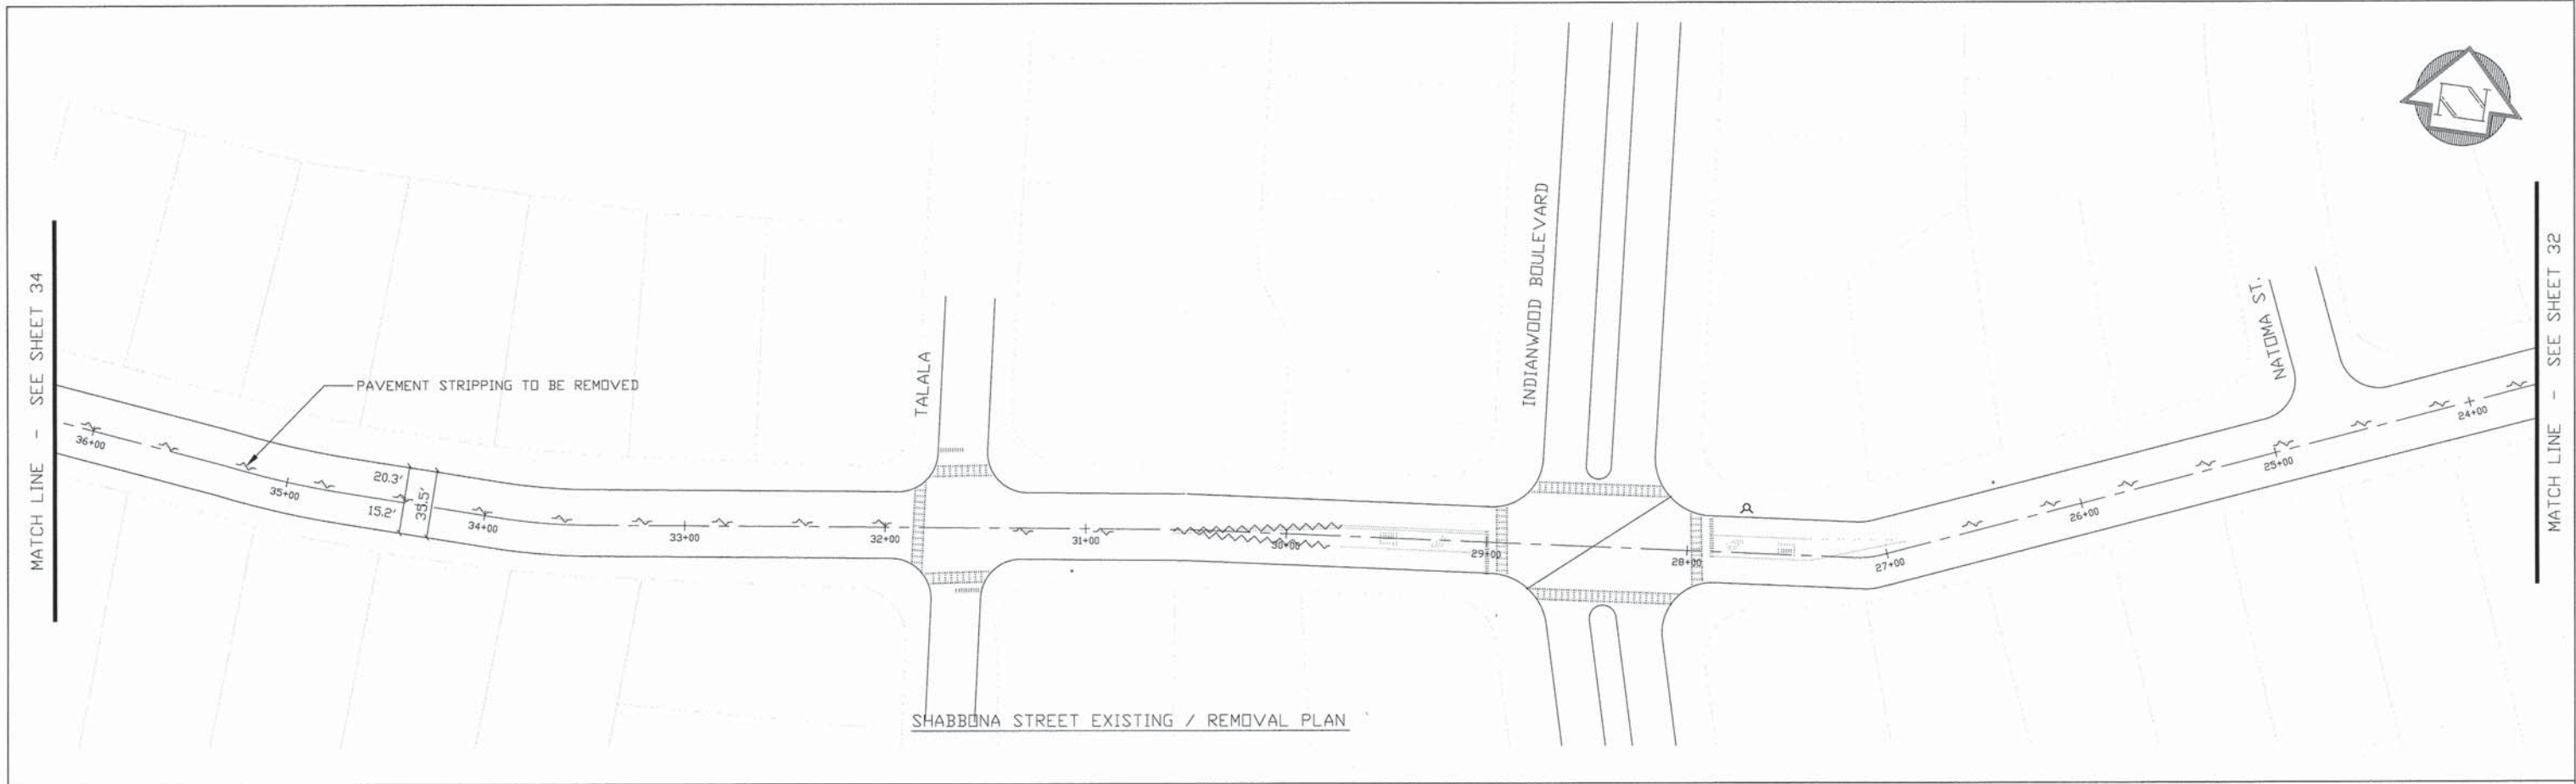 N
MATCH LINE - SEE SHEET 34
36+00
PAVEMENT STRIPPING TO BE REMOVED
35+00
20.3'
15.2'
35.5'
34+00
33+00
32+00
TALALA
31+00
30+00
29+00
INDIANWOOD BOULEVARD
28+00
27+00
26+00
25+00
24+00
NATOMA ST.
MATCH LINE - SEE SHEET 32
SHABBONA STREET EXISTING / REMOVAL PLAN